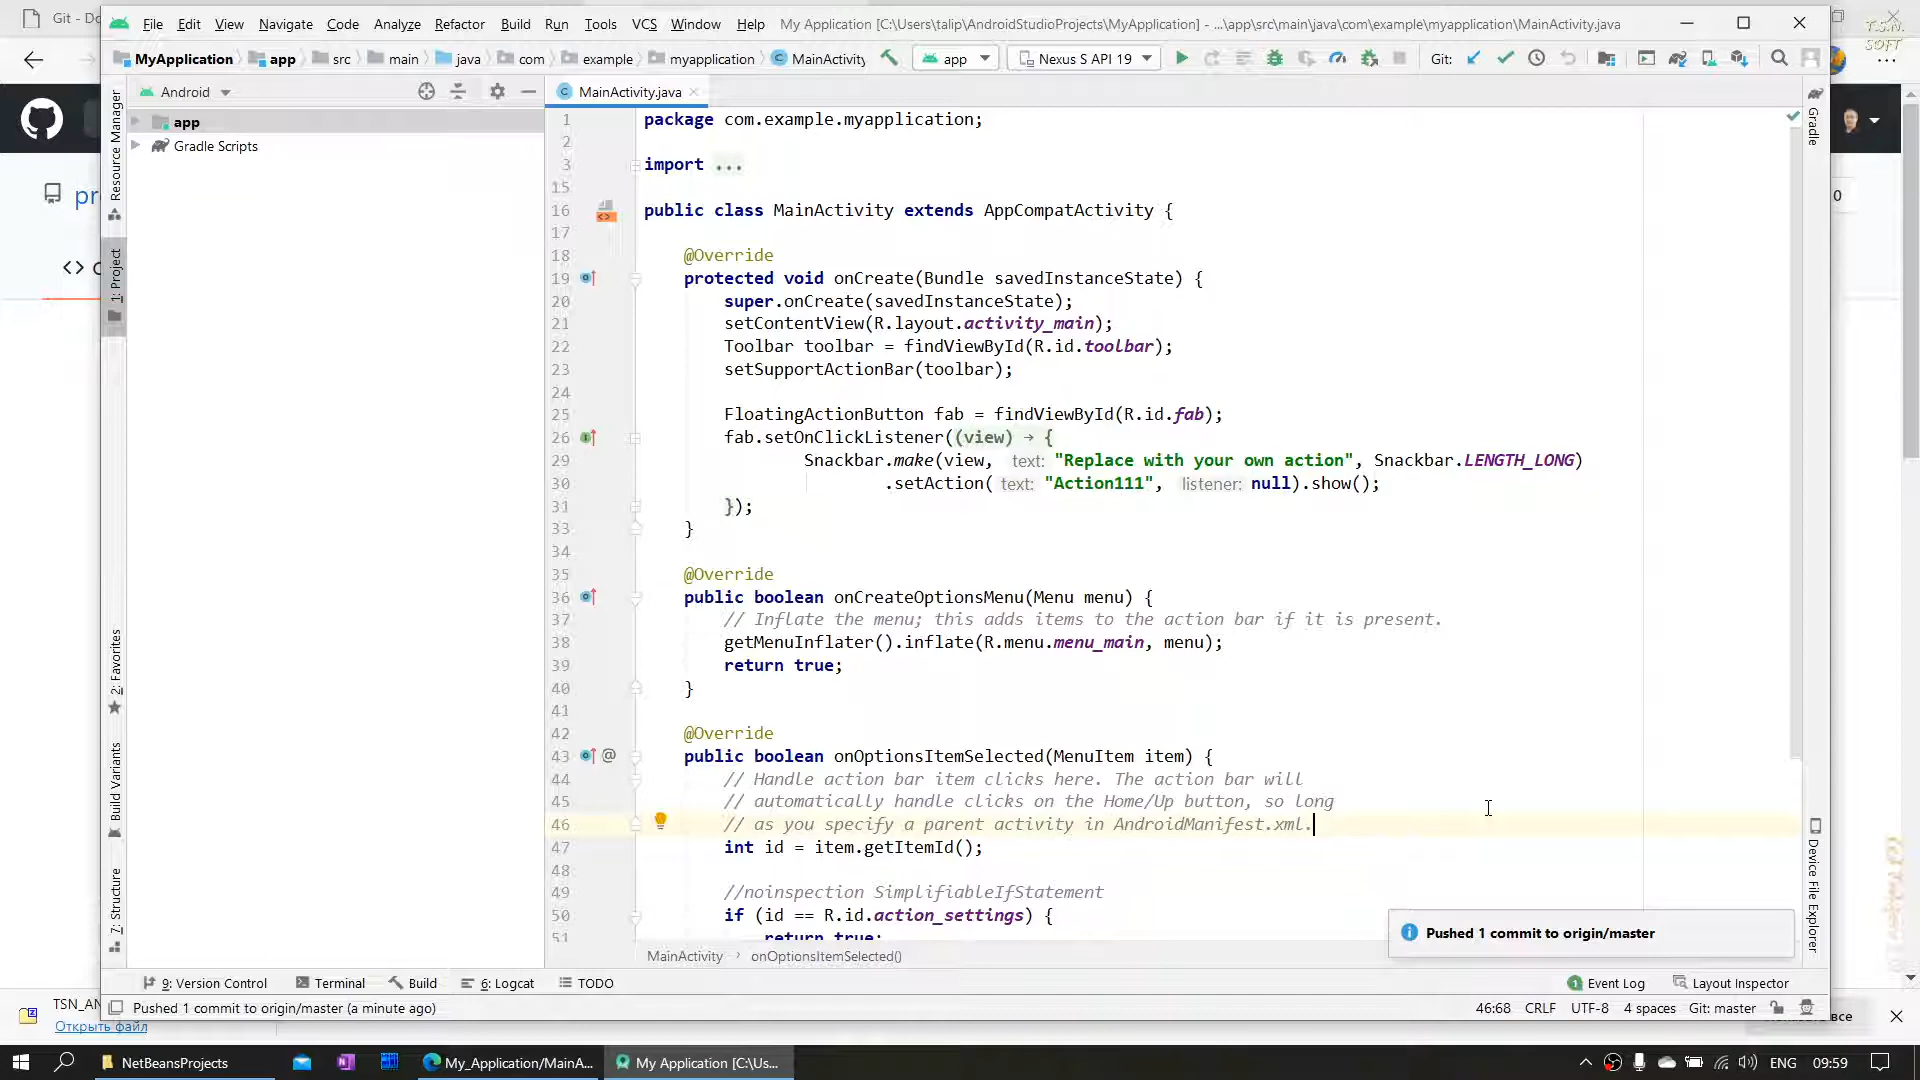 Git - Do
File Edit View Navigate Code Analyze Refactor Build Run Tools VCS Window Help My Application [C:\Users\talip\AndroidStudioProjects\MyApplication] - ...\app\src\main\java\com\example\myapplication\MainActivity.java
T.S.N.
SOFT
MyApplication app src main java com example myapplication MainActivity app Nexus S API 19 Git:
Android
MainActivity.java
app
Gradle Scripts
Resource Manager
1: Project
2: Favorites
Build Variants
7: Structure
Gradle
Device File Explorer
pr
0
1 package com.example.myapplication;
2
3 import ...
15
16 public class MainActivity extends AppCompatActivity {
17
18 @Override
19 protected void onCreate(Bundle savedInstanceState) {
20 super.onCreate(savedInstanceState);
21 setContentView(R.layout.activity_main);
22 Toolbar toolbar = findViewById(R.id.toolbar);
23 setSupportActionBar(toolbar);
24
25 FloatingActionButton fab = findViewById(R.id.fab);
26 fab.setOnClickListener((view) → {
29 Snackbar.make(view, text: "Replace with your own action", Snackbar.LENGTH_LONG)
30 .setAction( text: "Action111", listener: null).show();
31 });
33 }
34
35 @Override
36 public boolean onCreateOptionsMenu(Menu menu) {
37 // Inflate the menu; this adds items to the action bar if it is present.
38 getMenuInflater().inflate(R.menu.menu_main, menu);
39 return true;
40 }
41
42 @Override
43 @ public boolean onOptionsItemSelected(MenuItem item) {
44 // Handle action bar item clicks here. The action bar will
45 // automatically handle clicks on the Home/Up button, so long
46 // as you specify a parent activity in AndroidManifest.xml.
47 int id = item.getItemId();
48
49 //noinspection SimplifiableIfStatement
50 if (id == R.id.action_settings) {
51 return true;
Pushed 1 commit to origin/master
MainActivity › onOptionsItemSelected()
9: Version Control Terminal Build 6: Logcat TODO 1 Event Log Layout Inspector
Pushed 1 commit to origin/master (a minute ago) 46:68 CRLF UTF-8 4 spaces Git: master
TSN_AN
Открыть файл
все
NetBeansProjects My_Application/MainA... My Application [C:\Us... ENG 09:59